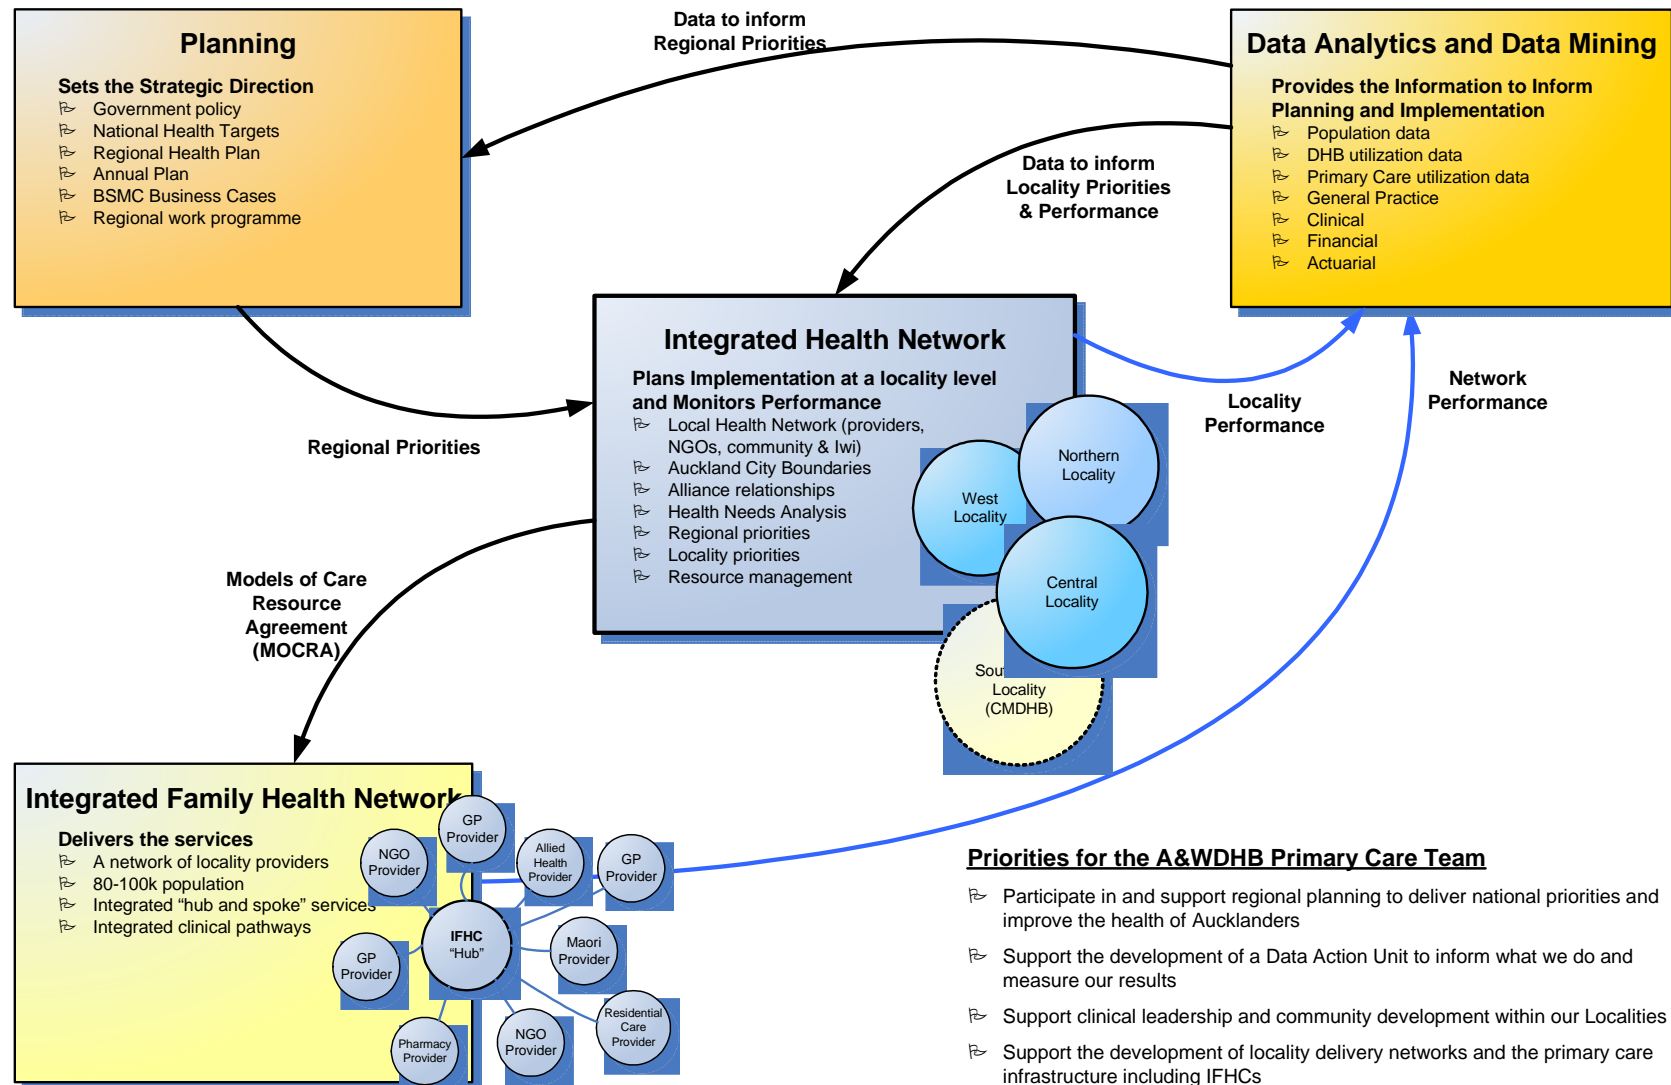 Planning
Sets the Strategic Direction
Government policy
National Health Targets
Regional Health Plan
Annual Plan
BSMC Business Cases
Regional work programme
Data to inform
Regional Priorities
Data Analytics and Data Mining
Provides the Information to Inform
Planning and Implementation
Population data
DHB utilization data
Primary Care utilization data
General Practice
Clinical
Financial
Actuarial
Data to inform
Locality Priorities
& Performance
Integrated Health Network
Plans Implementation at a locality level
and Monitors Performance
Local Health Network (providers,
NGOs, community & Iwi)
Auckland City Boundaries
Alliance relationships
Health Needs Analysis
Regional priorities
Locality priorities
Resource management
Northern
Locality
West
Locality
Central
Locality
Sou
Locality
(CMDHB)
Locality
Performance
Network
Performance
Regional Priorities
Models of Care
Resource
Agreement
(MOCRA)
Integrated Family Health Network
Delivers the services
A network of locality providers
80-100k population
Integrated “hub and spoke” services
Integrated clinical pathways
GP
Provider
NGO
Provider
Allied
Health
Provider
GP
Provider
IFHC
“Hub”
Maori
Provider
GP
Provider
Residential
Care
Provider
NGO
Provider
Pharmacy
Provider
Priorities for the A&WDHB Primary Care Team
Participate in and support regional planning to deliver national priorities and
improve the health of Aucklanders
Support the development of a Data Action Unit to inform what we do and
measure our results
Support clinical leadership and community development within our Localities
Support the development of locality delivery networks and the primary care
infrastructure including IFHCs